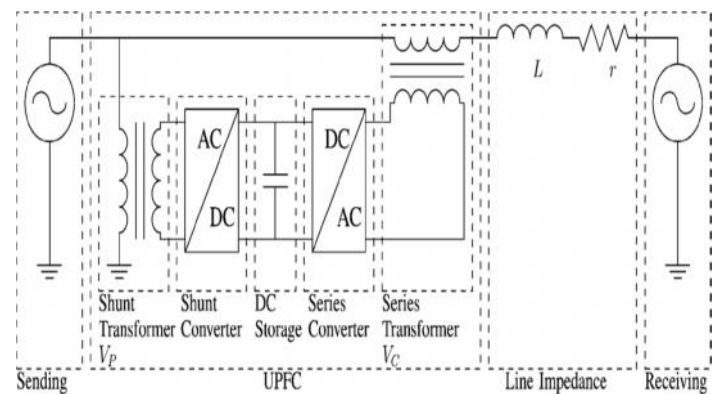 L
r
AC
DC
DC
AC
Shunt
Transformer
V_P
Shunt
Converter
DC
Storage
Series
Converter
Series
Transformer
V_C
Sending
UPFC
Line Impedance
Receiving